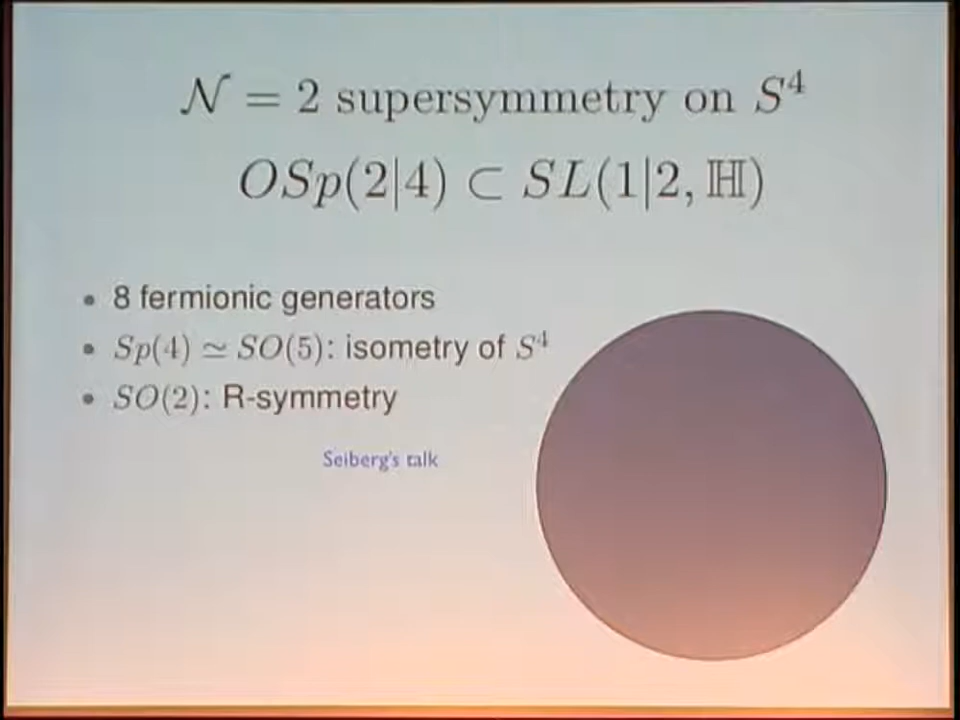 𝒩 = 2 supersymmetry on S⁴
OSp(2|4) ⊂ SL(1|2, ℍ)
• 8 fermionic generators
• Sp(4) ≃ SO(5): isometry of S⁴
• SO(2): R-symmetry
Seiberg's talk